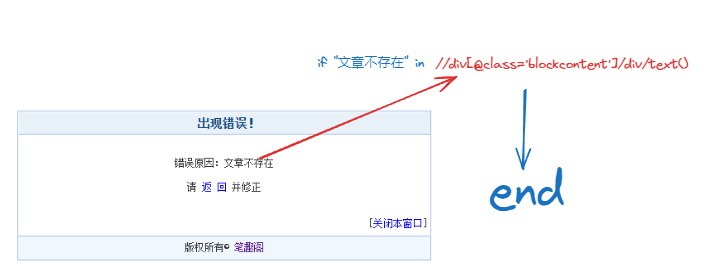 if "文章不存在" in //div[@class='blockcontent']/div/text()
出现错误！
错误原因：文章不存在
请 返 回 并修正
[关闭本窗口]
版权所有© 笔趣阁
end